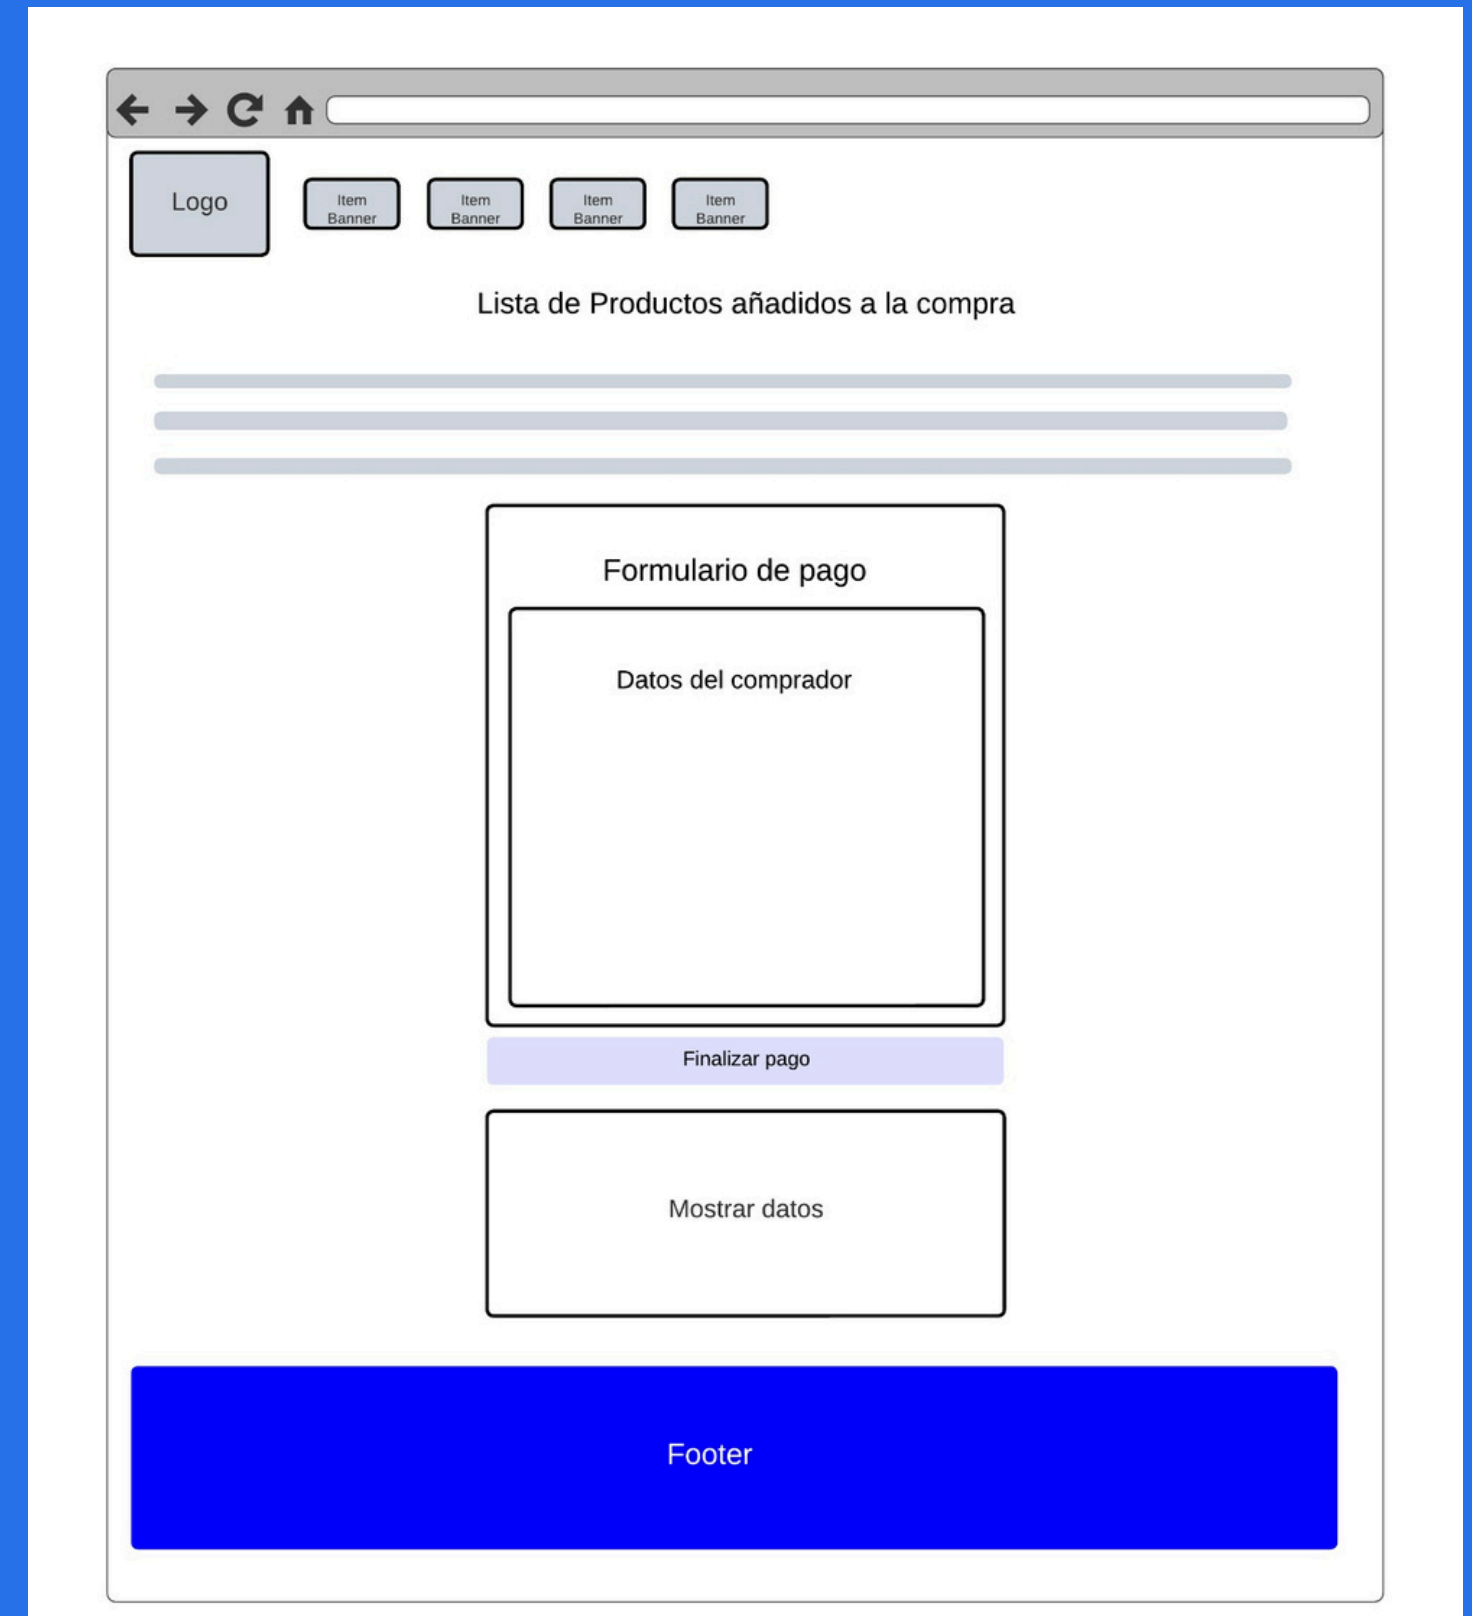 Logo
Item
Banner
Item
Banner
Item
Banner
Item
Banner
Lista de Productos añadidos a la compra
Formulario de pago
Datos del comprador
Finalizar pago
Mostrar datos
Footer